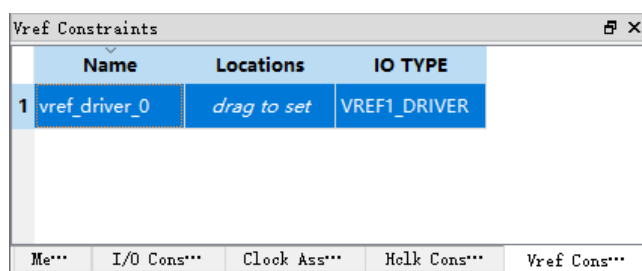 Vref Constraints
Name Locations IO TYPE
1 vref_driver_0 drag to set VREF1_DRIVER
Me··· I/O Cons··· Clock Ass··· Hclk Cons··· Vref Cons···